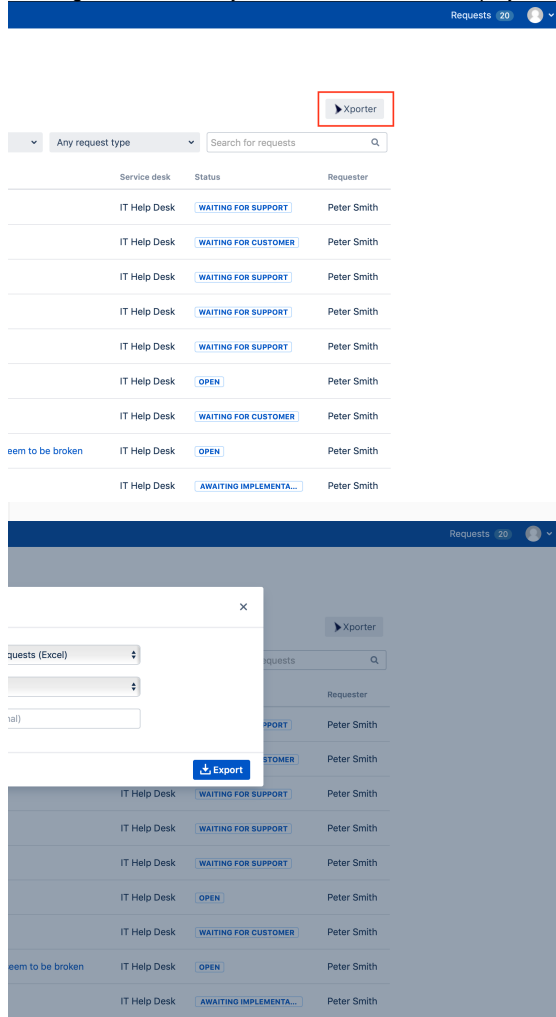 Requests 20
Xporter
Any request type
Search for requests
Service desk Status Requester
IT Help Desk WAITING FOR SUPPORT Peter Smith
IT Help Desk WAITING FOR CUSTOMER Peter Smith
IT Help Desk WAITING FOR SUPPORT Peter Smith
IT Help Desk WAITING FOR SUPPORT Peter Smith
IT Help Desk WAITING FOR SUPPORT Peter Smith
IT Help Desk OPEN Peter Smith
IT Help Desk WAITING FOR CUSTOMER Peter Smith
eem to be broken IT Help Desk OPEN Peter Smith
IT Help Desk AWAITING IMPLEMENTA... Peter Smith
Requests 20
Xporter
quests (Excel)
quests
Requester
nal)
PPORT Peter Smith
STOMER Peter Smith
Export
IT Help Desk WAITING FOR SUPPORT Peter Smith
IT Help Desk WAITING FOR SUPPORT Peter Smith
IT Help Desk WAITING FOR SUPPORT Peter Smith
IT Help Desk OPEN Peter Smith
IT Help Desk WAITING FOR CUSTOMER Peter Smith
eem to be broken IT Help Desk OPEN Peter Smith
IT Help Desk AWAITING IMPLEMENTA... Peter Smith